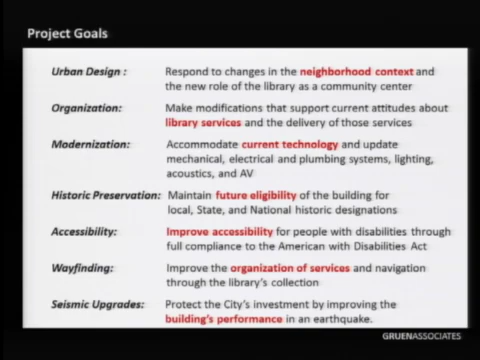 Project Goals
Urban Design : Respond to changes in the neighborhood context and
the new role of the library as a community center
Organization: Make modifications that support current attitudes about
library services and the delivery of those services
Modernization: Accommodate current technology and update
mechanical, electrical and plumbing systems, lighting,
acoustics, and AV
Historic Preservation: Maintain future eligibility of the building for
local, State, and National historic designations
Accessibility: Improve accessibility for people with disabilities through
full compliance to the American with Disabilities Act
Wayfinding: Improve the organization of services and navigation
through the library's collection
Seismic Upgrades: Protect the City's investment by improving the
building's performance in an earthquake.
GRUENASSOCIATES